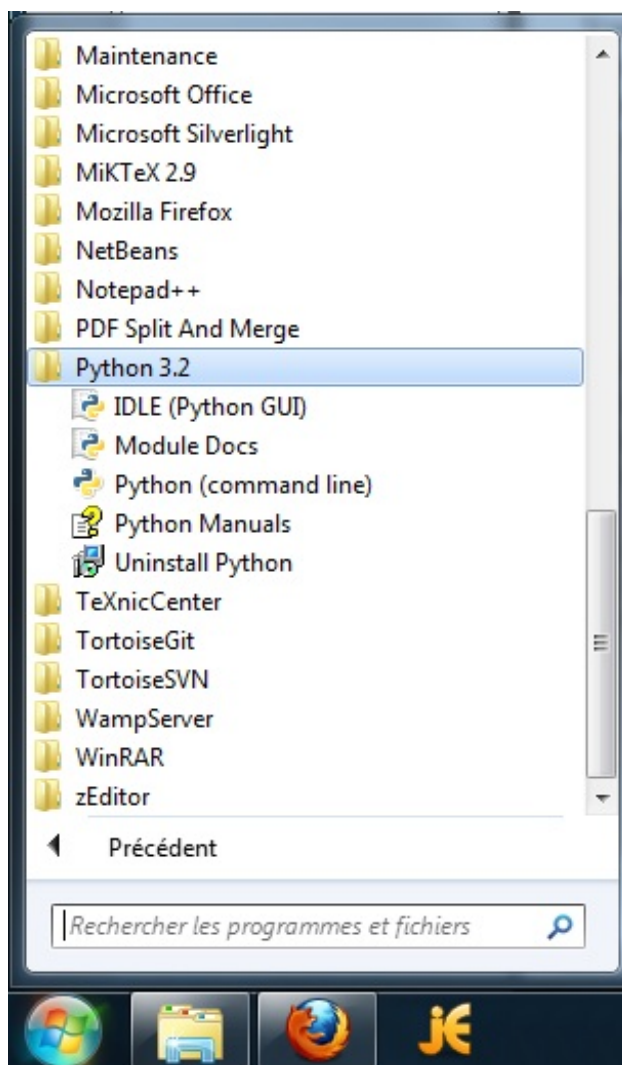 Maintenance
Microsoft Office
Microsoft Silverlight
MiKTeX 2.9
Mozilla Firefox
NetBeans
Notepad++
PDF Split And Merge
Python 3.2
IDLE (Python GUI)
Module Docs
Python (command line)
Python Manuals
Uninstall Python
TeXnicCenter
TortoiseGit
TortoiseSVN
WampServer
WinRAR
zEditor
Précédent
Rechercher les programmes et fichiers
jE